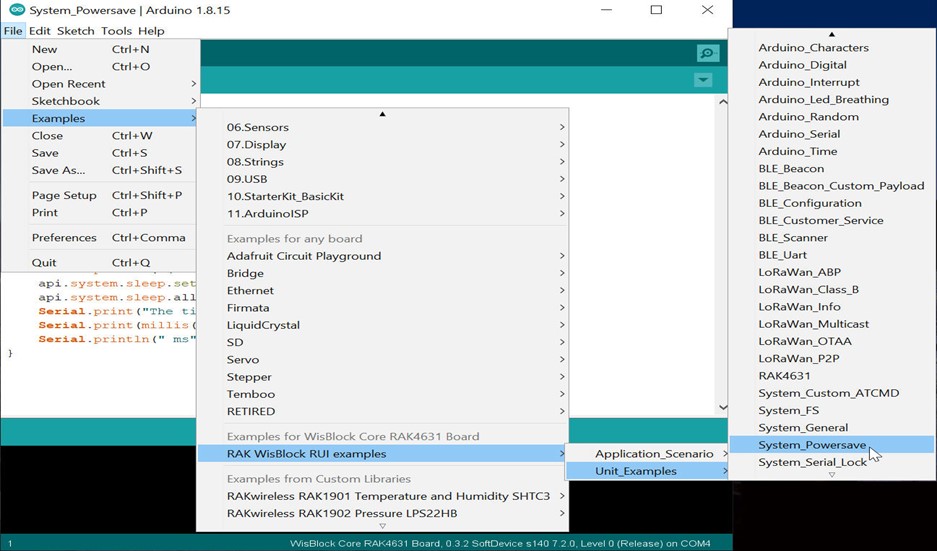 System_Powersave | Arduino 1.8.15
File Edit Sketch Tools Help
New Ctrl+N
Open... Ctrl+O
Open Recent
Sketchbook
Examples
Close Ctrl+W
Save Ctrl+S
Save As... Ctrl+Shift+S
Page Setup Ctrl+Shift+P
Print Ctrl+P
Preferences Ctrl+Comma
Quit Ctrl+Q
api.system.sleep.set
api.system.sleep.all
Serial.print("The ti
Serial.print(millis(
Serial.println(" ms"
}
06.Sensors
07.Display
08.Strings
09.USB
10.StarterKit_BasicKit
11.ArduinoISP
Examples for any board
Adafruit Circuit Playground
Bridge
Ethernet
Firmata
LiquidCrystal
SD
Servo
Stepper
Temboo
RETIRED
Examples for WisBlock Core RAK4631 Board
RAK WisBlock RUI examples
Examples from Custom Libraries
RAKwireless RAK1901 Temperature and Humidity SHTC3
RAKwireless RAK1902 Pressure LPS22HB
Application_Scenario
Unit_Examples
Arduino_Characters
Arduino_Digital
Arduino_Interrupt
Arduino_Led_Breathing
Arduino_Random
Arduino_Serial
Arduino_Time
BLE_Beacon
BLE_Beacon_Custom_Payload
BLE_Configuration
BLE_Customer_Service
BLE_Scanner
BLE_Uart
LoRaWan_ABP
LoRaWan_Class_B
LoRaWan_Info
LoRaWan_Multicast
LoRaWan_OTAA
LoRaWan_P2P
RAK4631
System_Custom_ATCMD
System_FS
System_General
System_Powersave
System_Serial_Lock
1 WisBlock Core RAK4631 Board, 0.3.2 SoftDevice s140 7.2.0, Level 0 (Release) on COM4